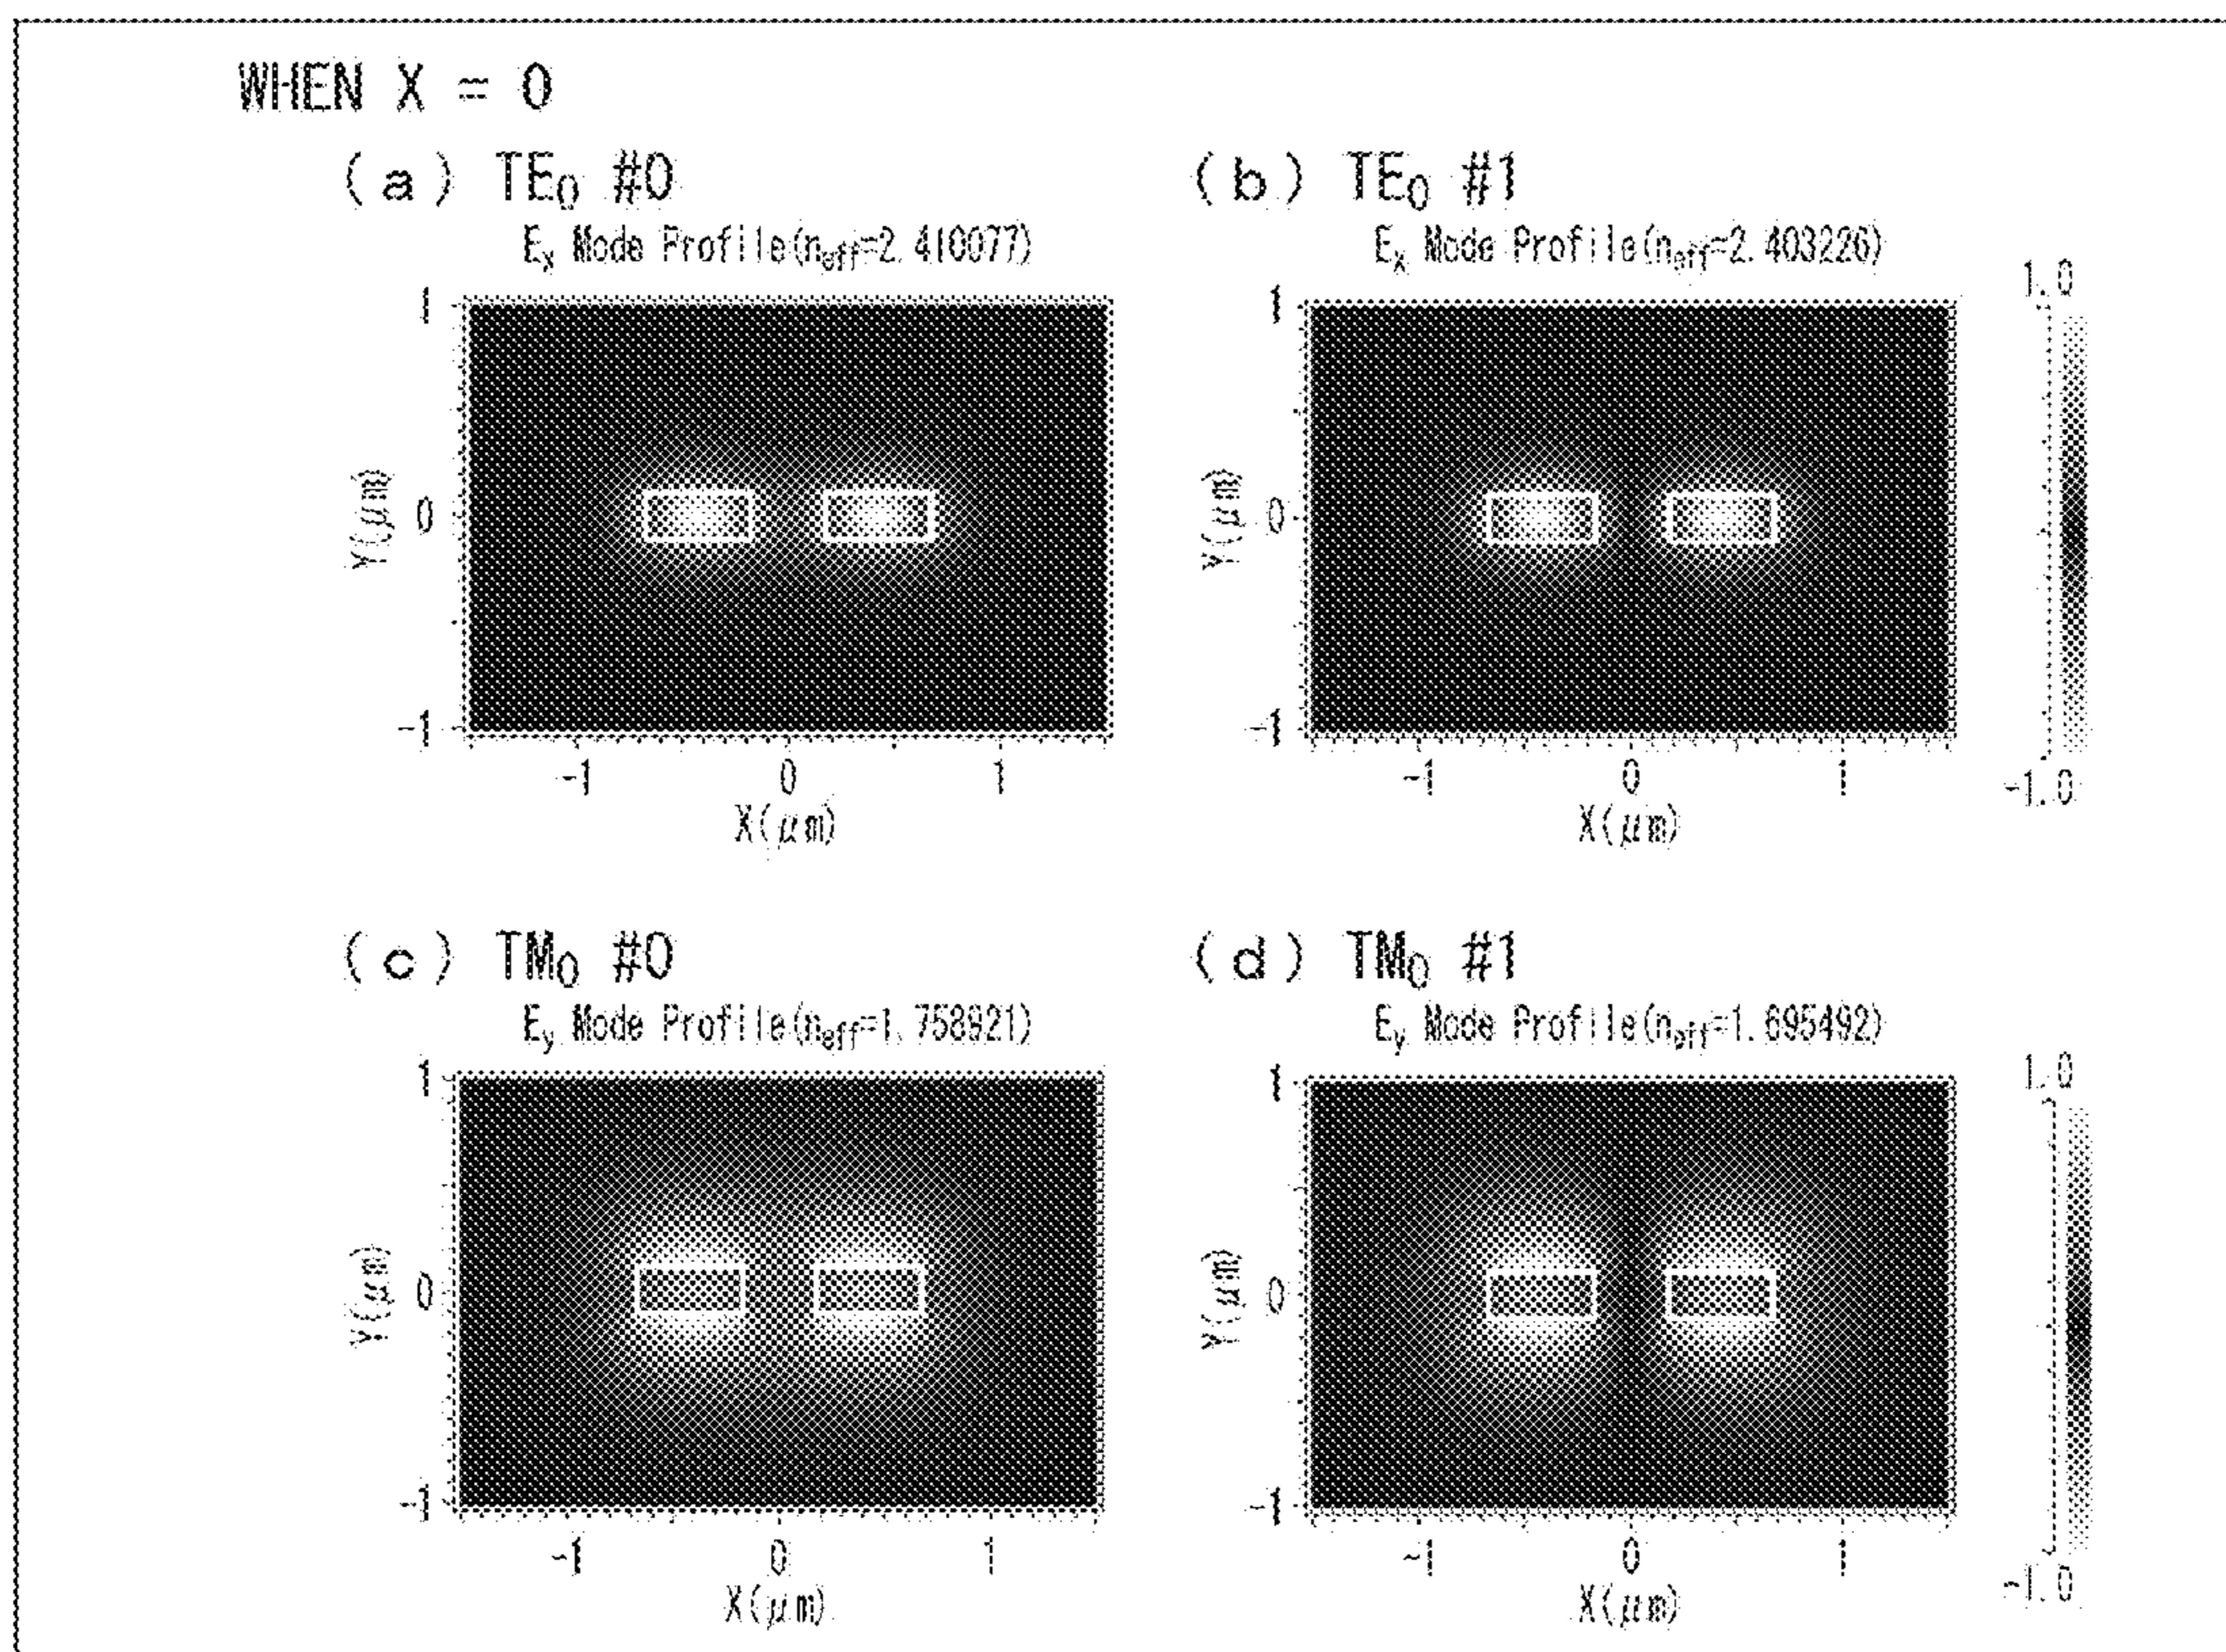 WHEN X = 0
(a) TE0 #0
Ex Mode Profile(neff=2.410077)
1
0
-1
Y(μm)
-1 0 1
X(μm)
(b) TE0 #1
Ex Mode Profile(neff=2.403226)
1
0
-1
Y(μm)
-1 0 1
X(μm)
1.0
-1.0
(c) TM0 #0
Ey Mode Profile(neff=1.758921)
1
0
-1
Y(μm)
-1 0 1
X(μm)
(d) TM0 #1
Ey Mode Profile(neff=1.695492)
1
0
-1
Y(μm)
-1 0 1
X(μm)
1.0
-1.0